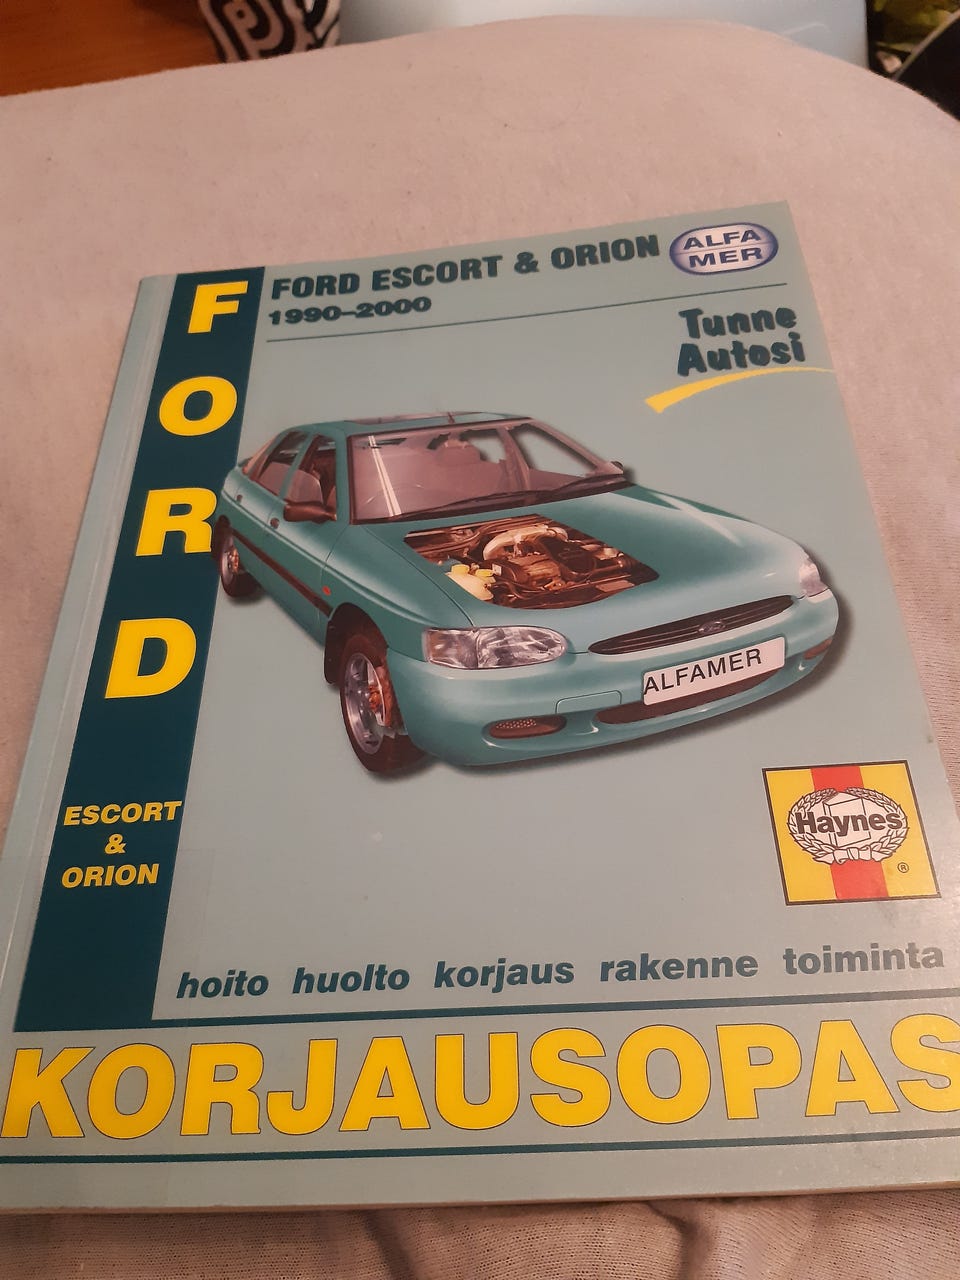 FORD ESCORT & ORION
1990–2000
ALFA
MER
Tunne
Autosi
FORD
ESCORT
&
ORION
ALFAMER
Haynes
®
hoito huolto korjaus rakenne toiminta
KORJAUSOPAS